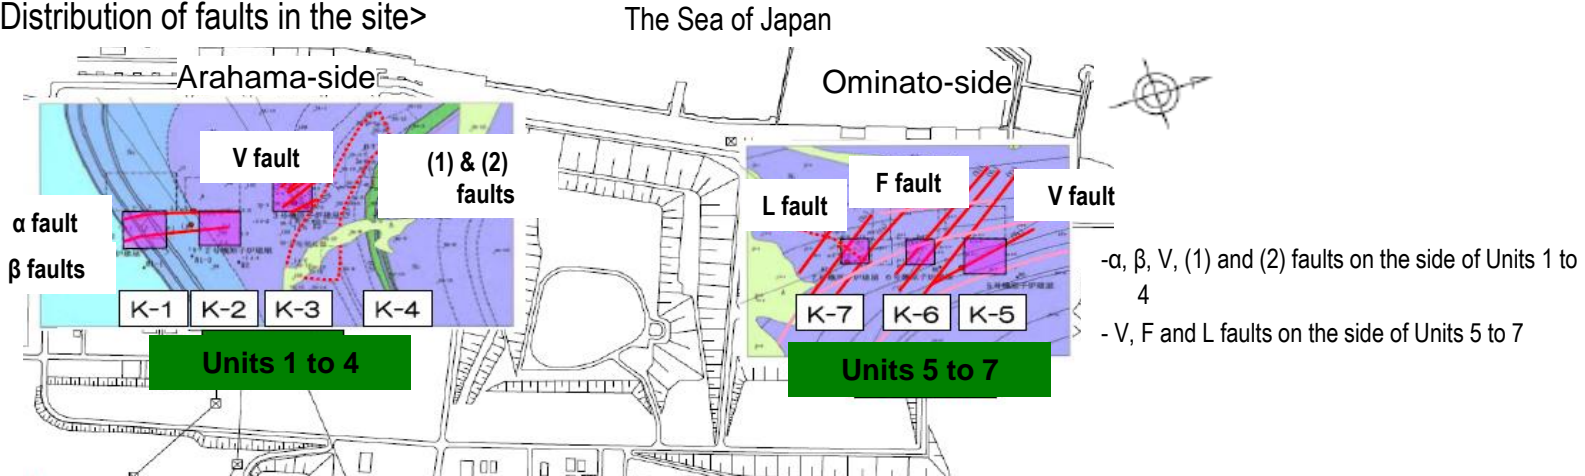 Distribution of faults in the site>
The Sea of Japan
Arahama-side
Ominato-side
V fault
(1) & (2)
faults
α fault
β faults
K-1
K-2
K-3
K-4
Units 1 to 4
L fault
F fault
V fault
K-7
K-6
K-5
Units 5 to 7
-α, β, V, (1) and (2) faults on the side of Units 1 to
4
- V, F and L faults on the side of Units 5 to 7